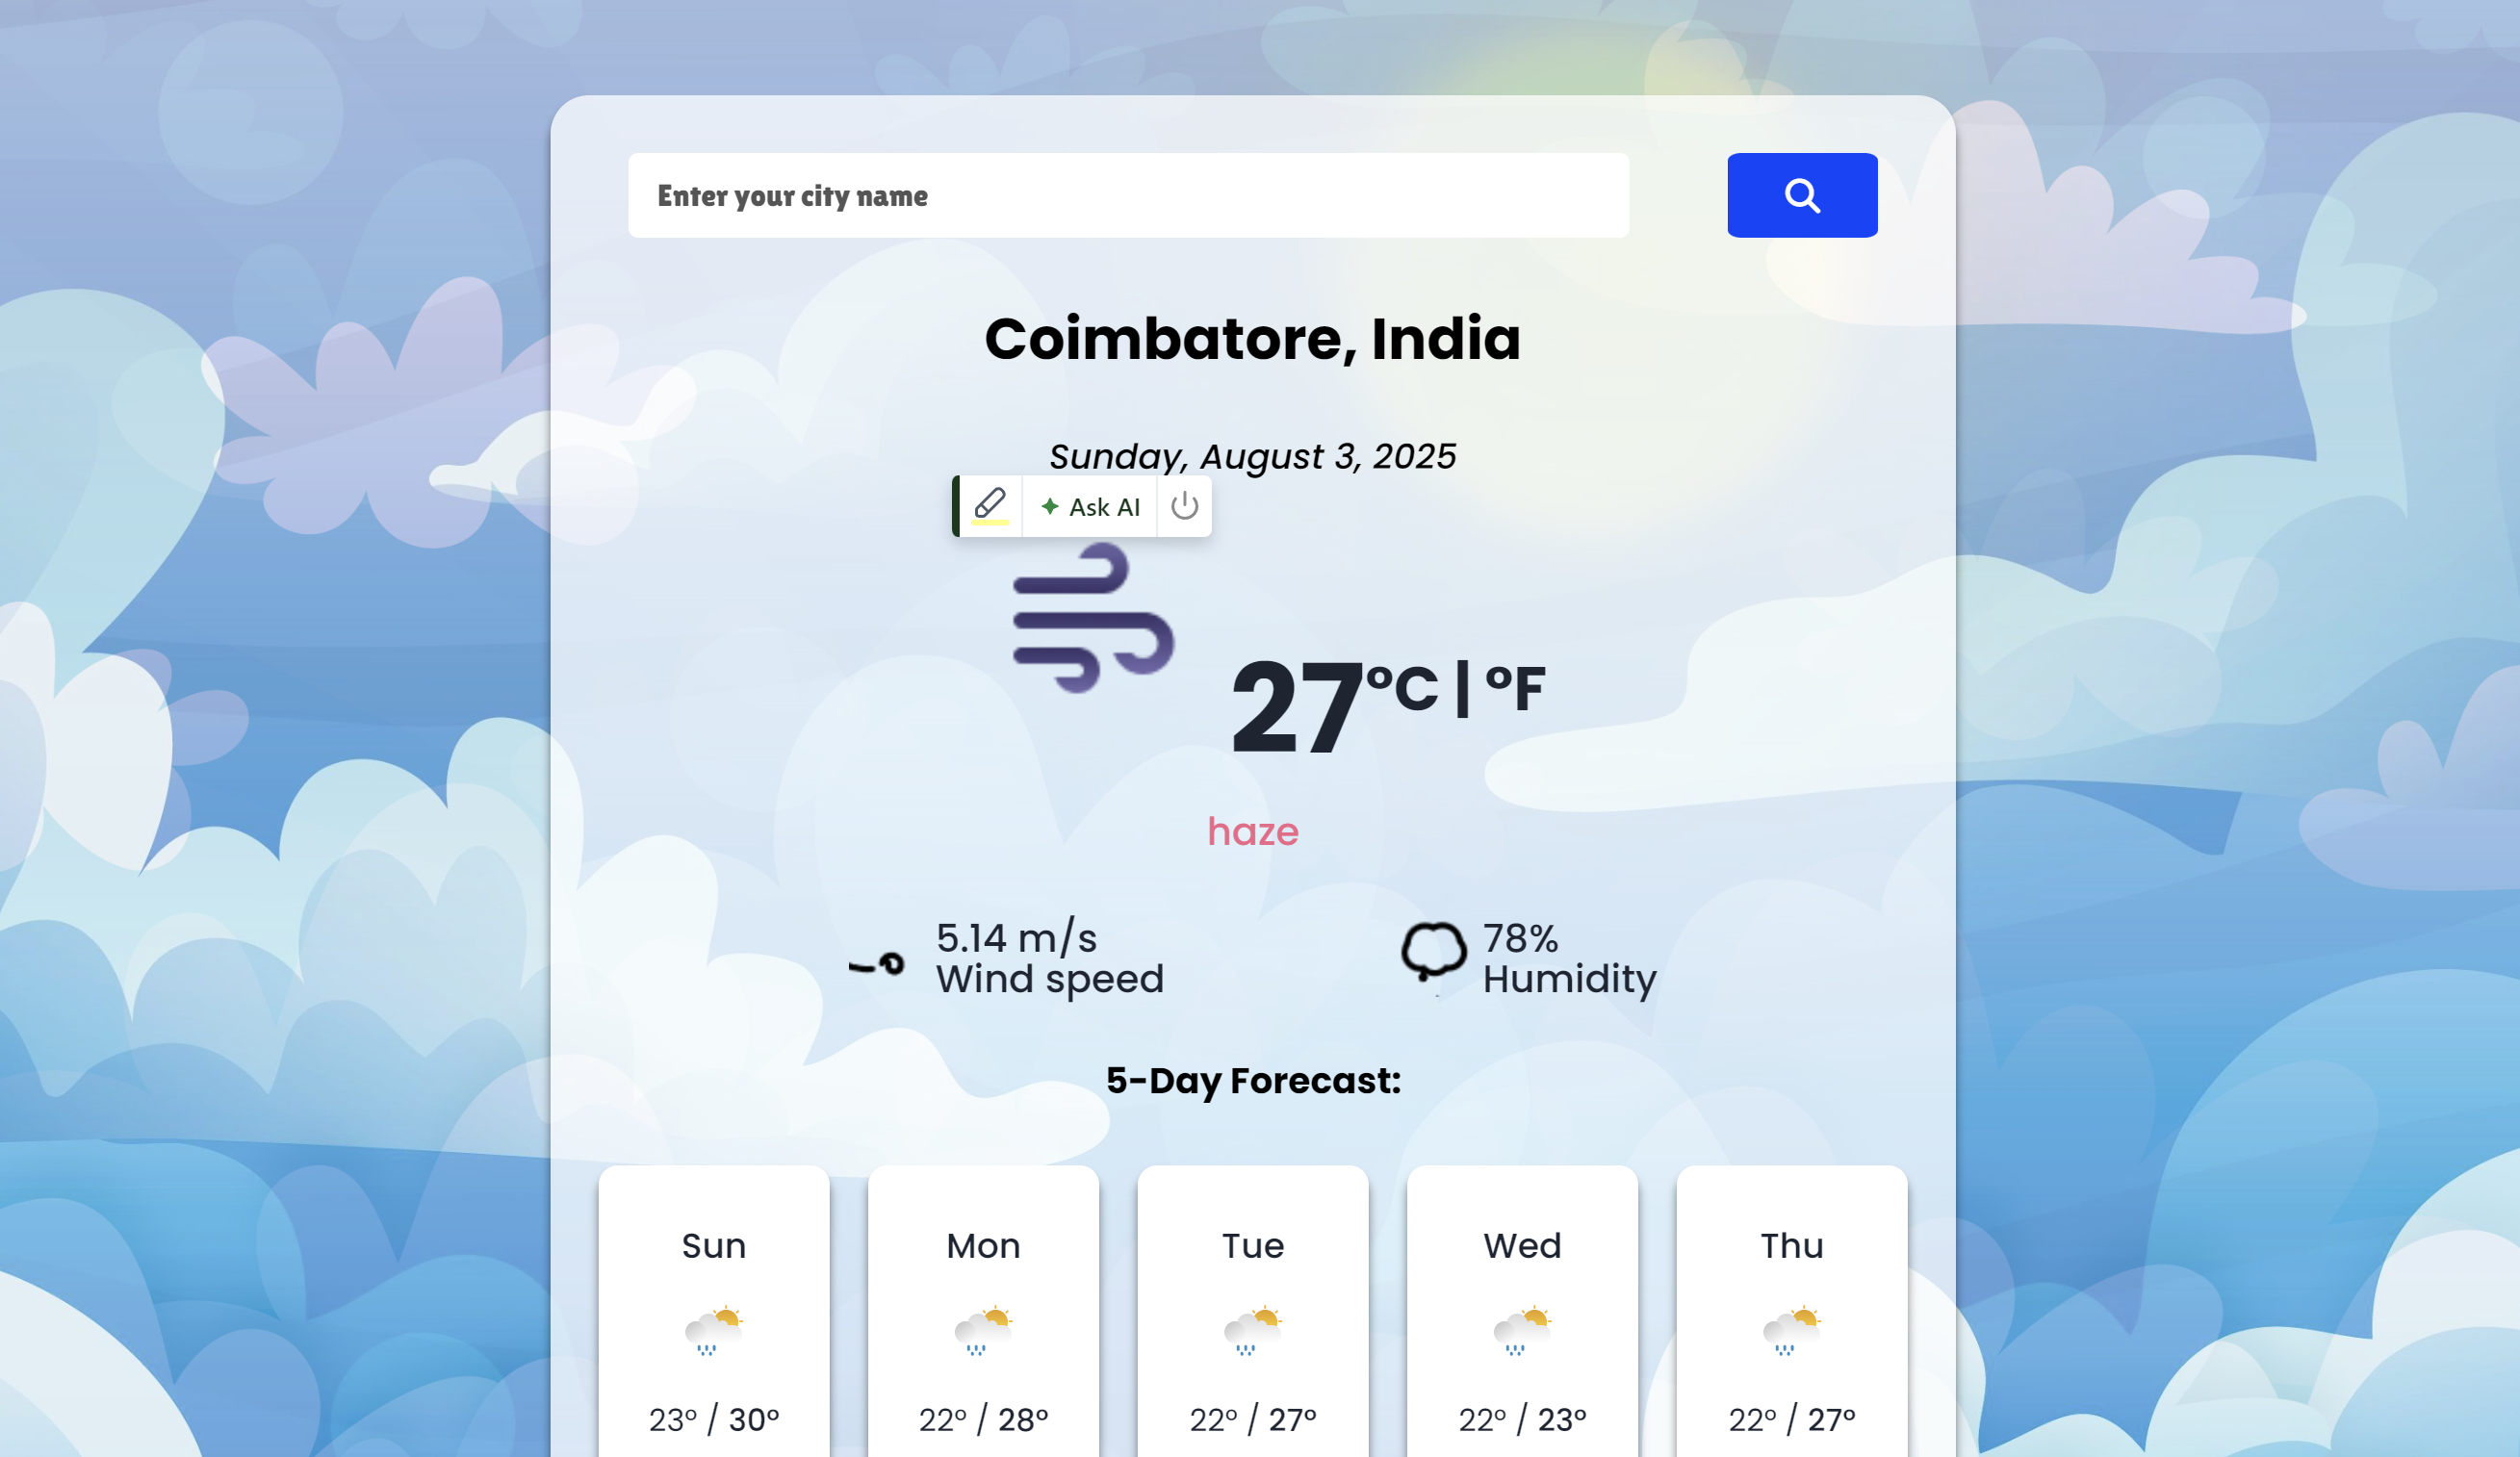 Enter your city name
Coimbatore, India
Sunday, August 3, 2025
Ask AI
27°C | °F
haze
5.14 m/s
Wind speed
78%
Humidity
5-Day Forecast:
Sun Mon Tue Wed Thu
23° / 30° 22° / 28° 22° / 27° 22° / 23° 22° / 27°